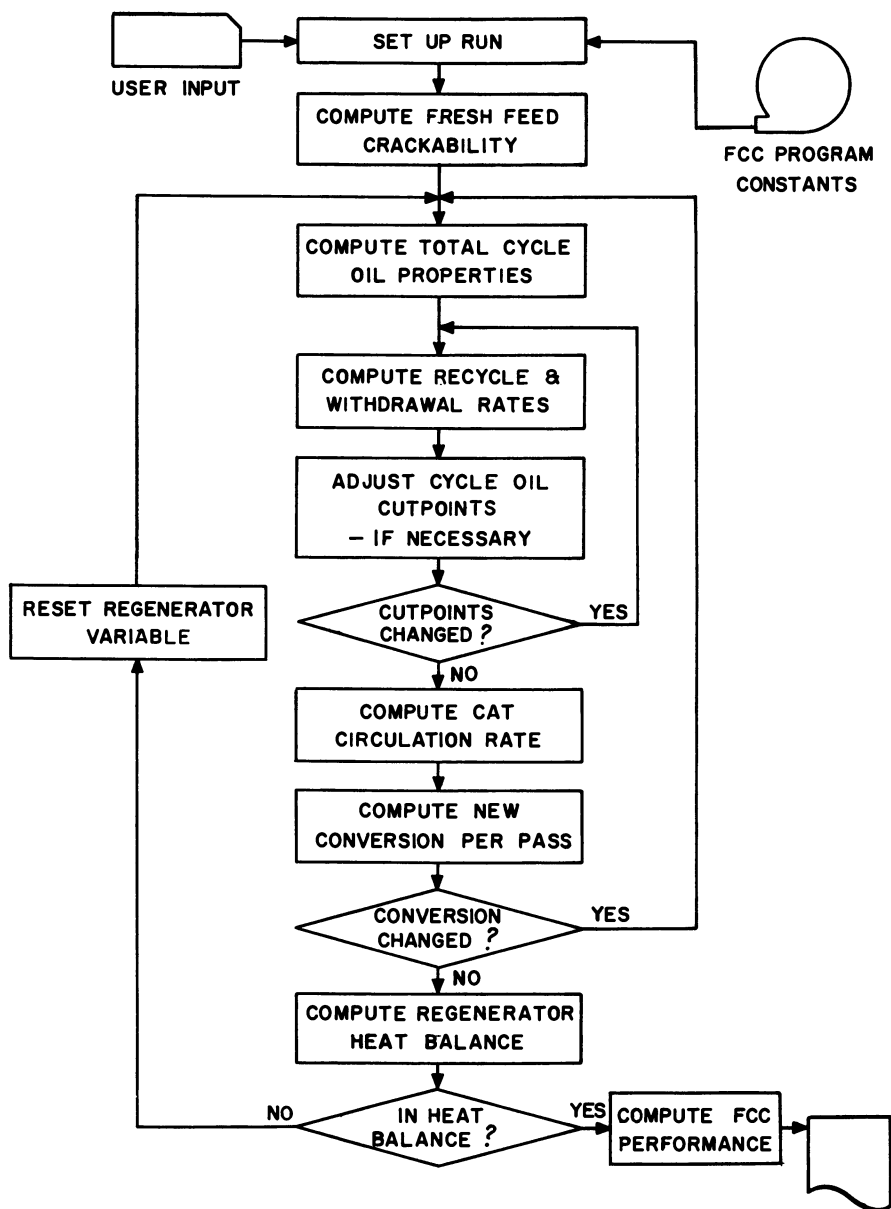 SET UP RUN
USER INPUT
COMPUTE FRESH FEED
CRACKABILITY
FCC PROGRAM
CONSTANTS
COMPUTE TOTAL CYCLE
OIL PROPERTIES
COMPUTE RECYCLE &
WITHDRAWAL RATES
ADJUST CYCLE OIL
CUTPOINTS
– IF NECESSARY
RESET REGENERATOR
VARIABLE
CUTPOINTS
CHANGED ?
YES
NO
COMPUTE CAT
CIRCULATION RATE
COMPUTE NEW
CONVERSION PER PASS
CONVERSION
CHANGED ?
YES
NO
COMPUTE REGENERATOR
HEAT BALANCE
NO
IN HEAT
BALANCE ?
YES
COMPUTE FCC
PERFORMANCE